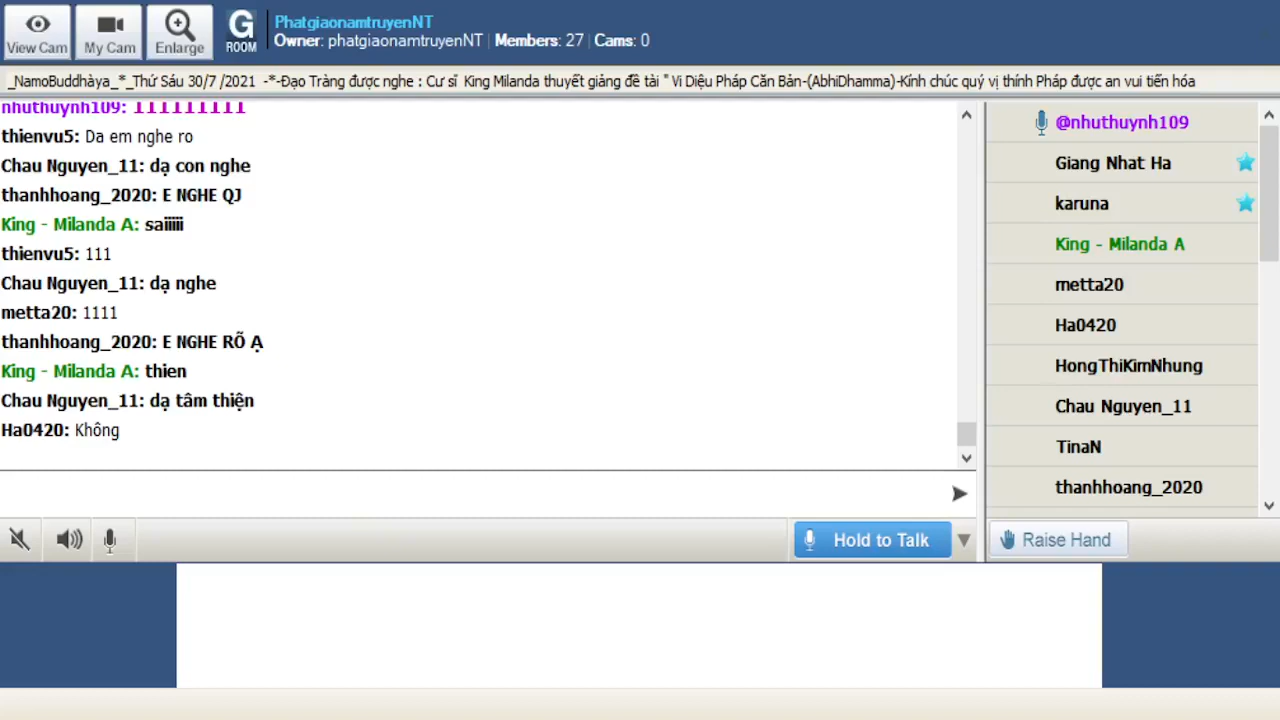 View Cam
My Cam
Enlarge
G
ROOM
PhatgiaonamtruyenNT
Owner: phatgiaonamtruyenNT | Members: 27 | Cams: 0
_NamoBuddhàya_*_Thứ Sáu 30/7 /2021 -*-Đạo Tràng được nghe : Cư sĩ King Milanda thuyết giảng đề tài " Vi Diệu Pháp Căn Bản-(AbhiDhamma)-Kính chúc quý vị thính Pháp được an vui tiến hóa
nhuthuynh109: 1111111111
thienvu5: Da em nghe ro
Chau Nguyen_11: dạ con nghe
thanhhoang_2020: E NGHE QJ
King - Milanda A: saiiiii
thienvu5: 111
Chau Nguyen_11: dạ nghe
metta20: 1111
thanhhoang_2020: E NGHE RÕ Ạ
King - Milanda A: thien
Chau Nguyen_11: dạ tâm thiện
Ha0420: Không
@nhuthuynh109
Giang Nhat Ha
karuna
King - Milanda A
metta20
Ha0420
HongThiKimNhung
Chau Nguyen_11
TinaN
thanhhoang_2020
Hold to Talk
Raise Hand